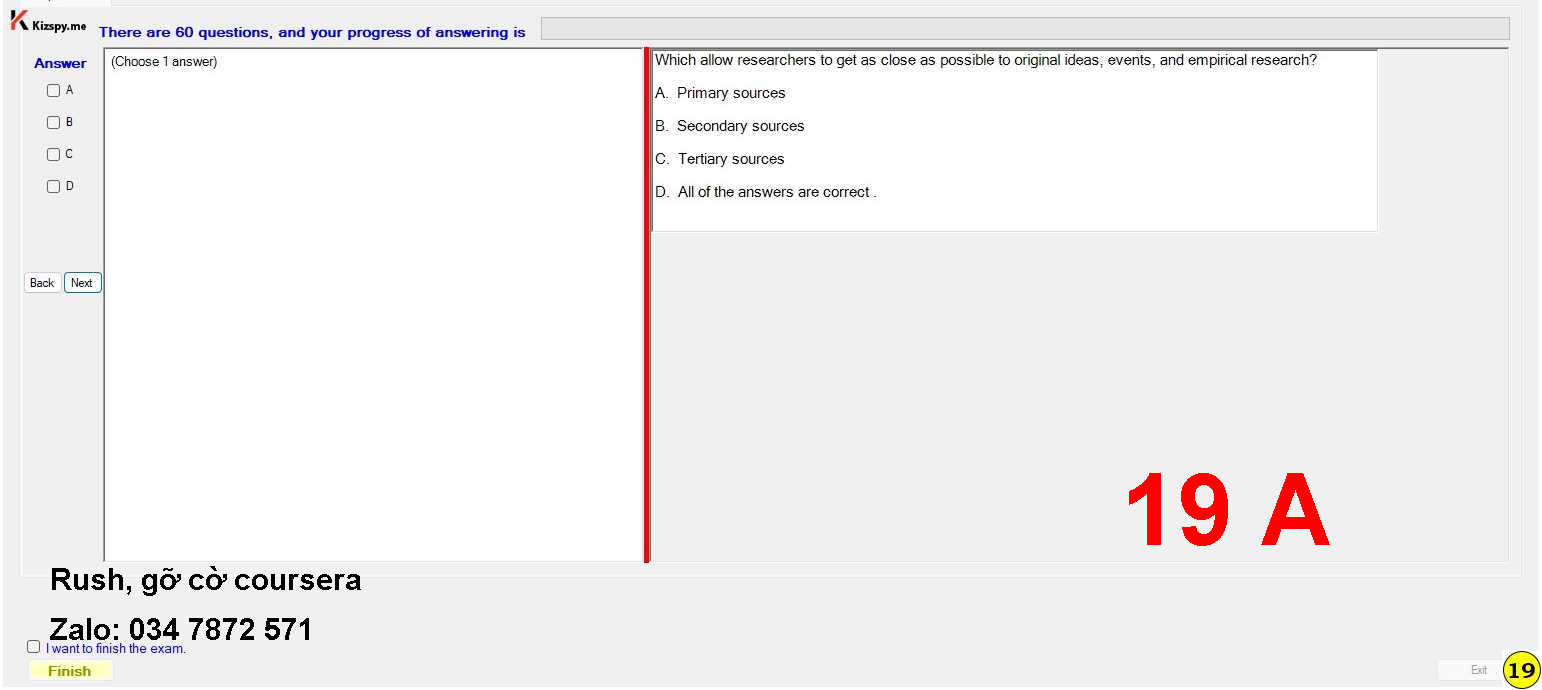 Kizspy.me
There are 60 questions, and your progress of answering is
Answer
(Choose 1 answer)
A
B
C
D
Back Next
Which allow researchers to get as close as possible to original ideas, events, and empirical research?
A. Primary sources
B. Secondary sources
C. Tertiary sources
D. All of the answers are correct .
19 A
Rush, gỡ cờ coursera
Zalo: 034 7872 571
I want to finish the exam.
Finish
Exit
19